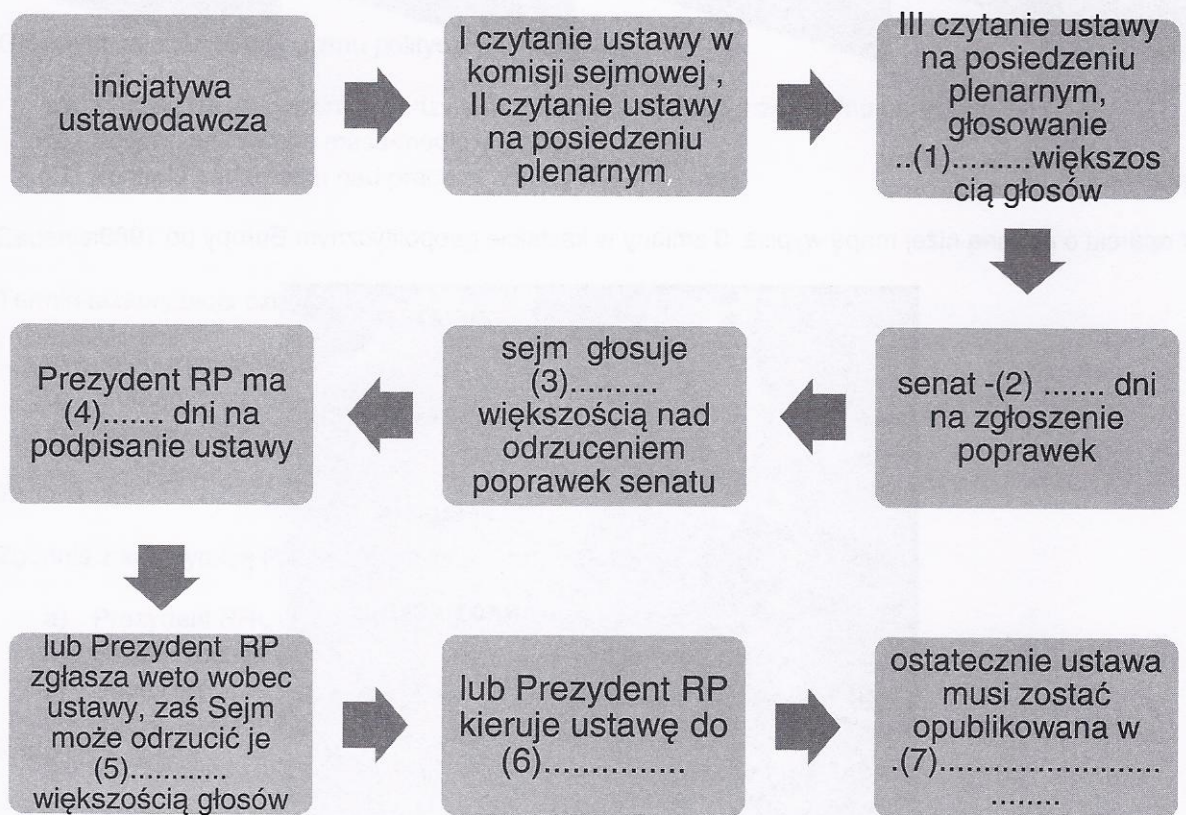 inicjatywa
ustawodawcza
I czytanie ustawy w
komisji sejmowej ,
II czytanie ustawy
na posiedzeniu
plenarnym
III czytanie ustawy
na posiedzeniu
plenarnym,
głosowanie
..(1).........większos
cią głosów
senat -(2) ....... dni
na zgłoszenie
poprawek
sejm głosuje
(3)..........
większością nad
odrzuceniem
poprawek senatu
Prezydent RP ma
(4)....... dni na
podpisanie ustawy
lub Prezydent RP
zgłasza weto wobec
ustawy, zaś Sejm
może odrzucić je
(5)............
większością głosów
lub Prezydent RP
kieruje ustawę do
(6)...............
ostatecznie ustawa
musi zostać
opublikowana w
.(7)..........................
........